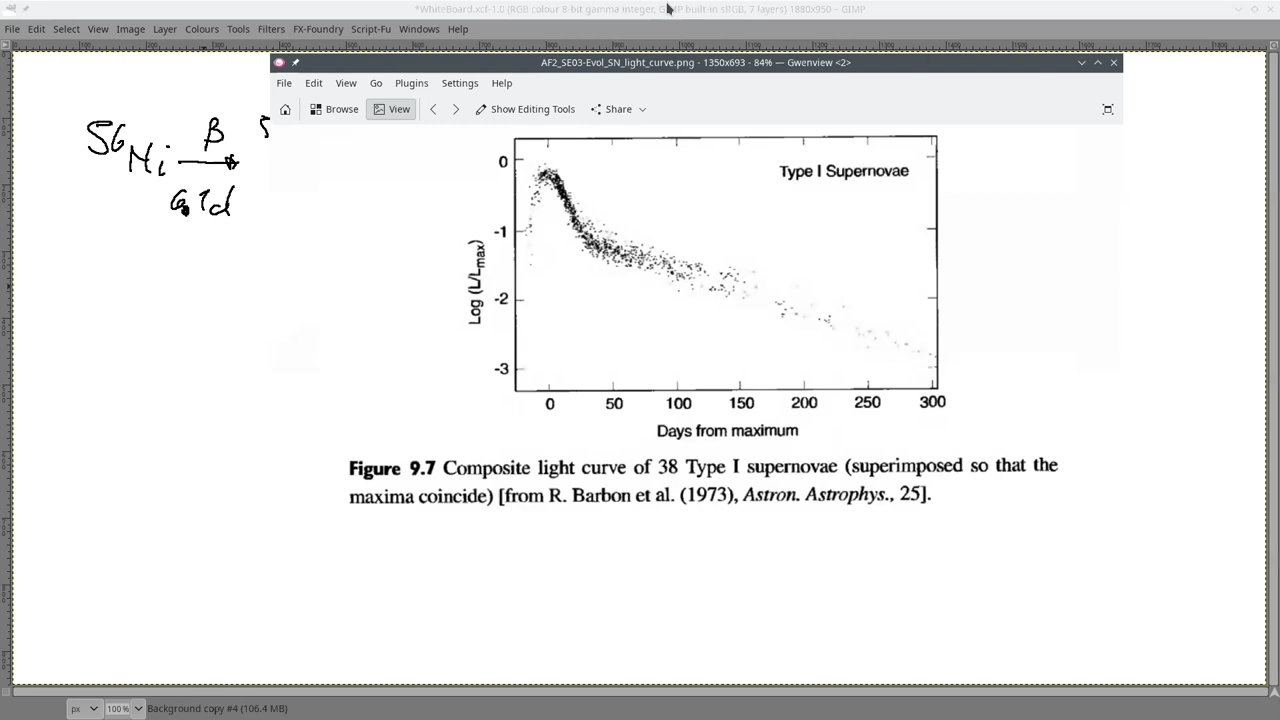 *WhiteBoard.xcf-1.0 (RGB colour 8-bit gamma integer, GIMP built-in sRGB, 7 layers) 1880x950 – GIMP
File Edit Select View Image Layer Colours Tools Filters FX-Foundry Script-Fu Windows Help
AF2_SE03-Evol_SN_light_curve.png - 1350x693 - 84% — Gwenview <2>
File Edit View Go Plugins Settings Help
Browse View Show Editing Tools Share
56 Ni β 5
6.1d
Type I Supernovae
Log (L/Lmax)
0
-1
-2
-3
0 50 100 150 200 250 300
Days from maximum
Figure 9.7 Composite light curve of 38 Type I supernovae (superimposed so that the
maxima coincide) [from R. Barbon et al. (1973), Astron. Astrophys., 25].
px 100 % Background copy #4 (106.4 MB)